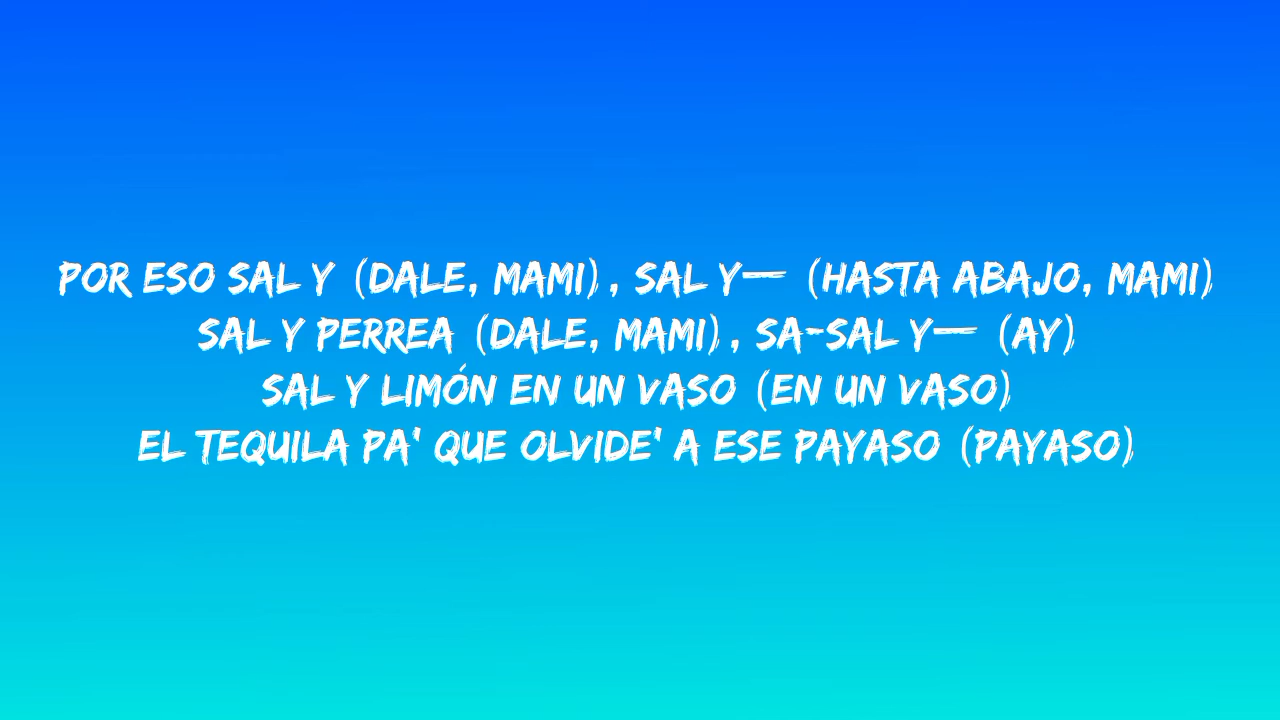 POR ESO SAL Y (DALE, MAMI), SAL Y— (HASTA ABAJO, MAMI)
SAL Y PERREA (DALE, MAMI), SA-SAL Y— (AY)
SAL Y LIMÓN EN UN VASO (EN UN VASO)
EL TEQUILA PA' QUE OLVIDE' A ESE PAYASO (PAYASO)